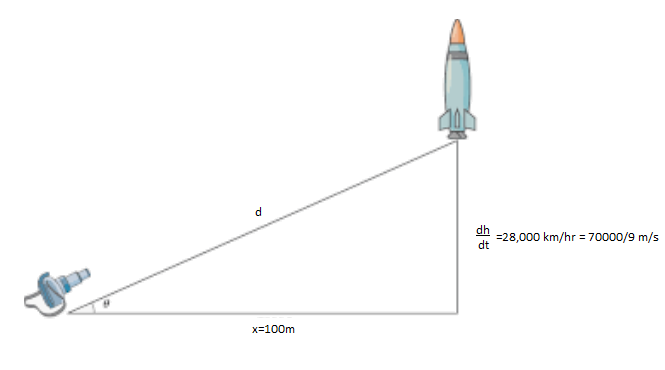 d
dh
dt
=28,000 km/hr = 70000/9 m/s
θ
x=100m